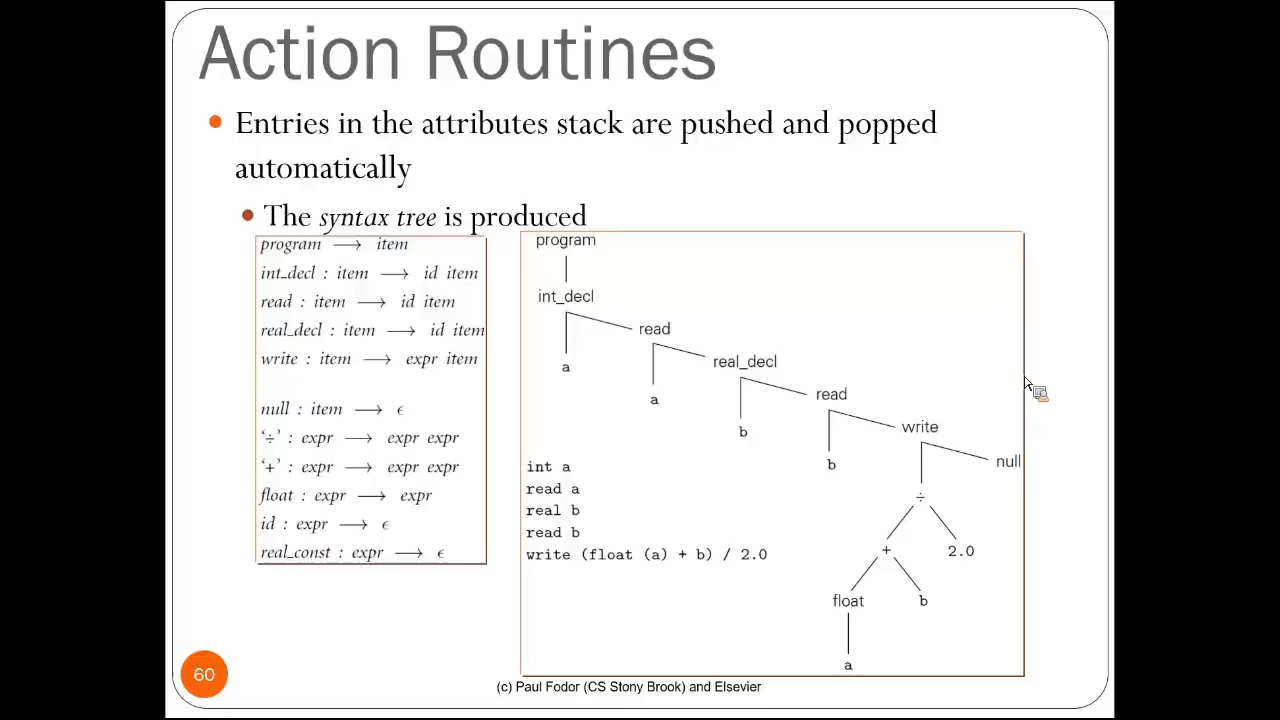 Action Routines
Entries in the attributes stack are pushed and popped
automatically
The syntax tree is produced
program ⟶ item
int_decl : item ⟶ id item
read : item ⟶ id item
real_decl : item ⟶ id item
write : item ⟶ expr item
null : item ⟶ ϵ
‘÷’ : expr ⟶ expr expr
‘+’ : expr ⟶ expr expr
float : expr ⟶ expr
id : expr ⟶ ϵ
real_const : expr ⟶ ϵ
program
int_decl
read
a
real_decl
a
read
b
write
b
null
÷
+
2.0
float
b
a
int a
read a
real b
read b
write (float (a) + b) / 2.0
60
(c) Paul Fodor (CS Stony Brook) and Elsevier